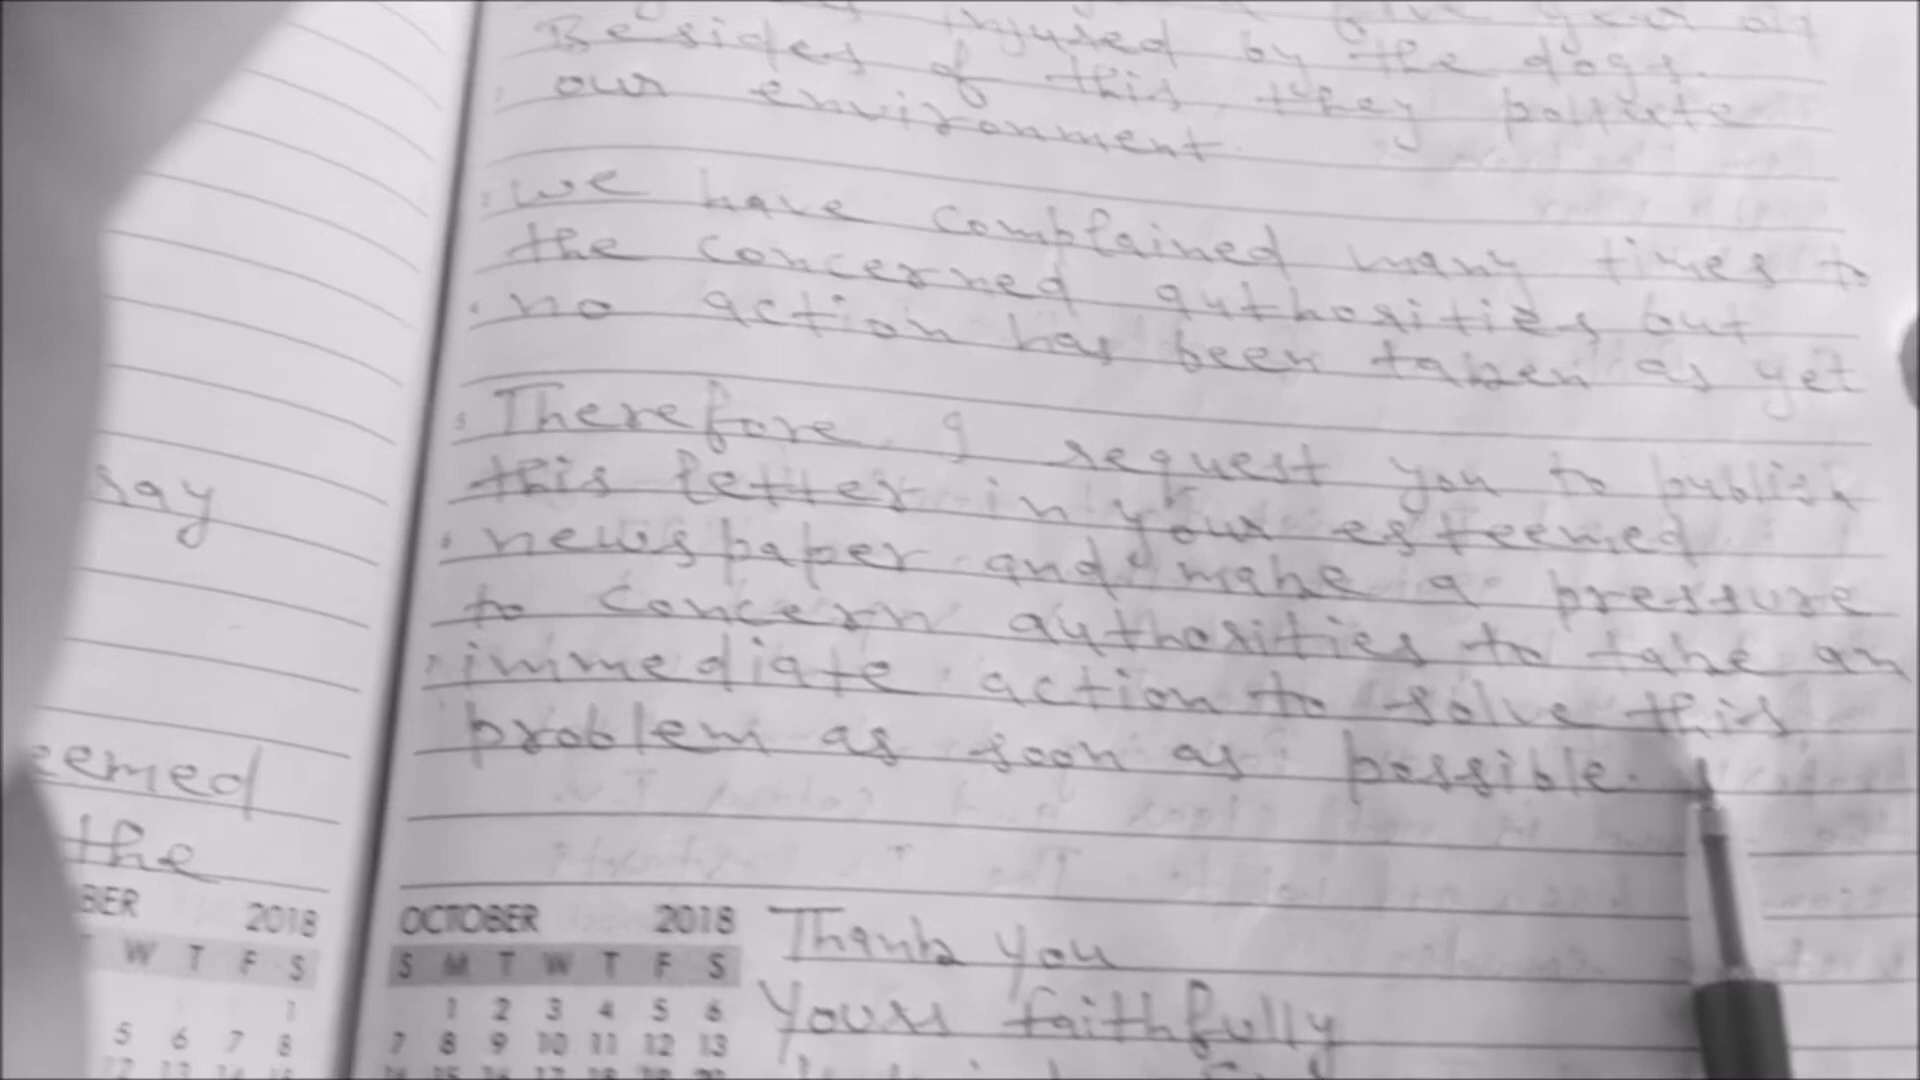 say
eemed
the
BER 2018
T W T F S
1
5 6 7 8
injured by the dogs.
Besides of this they pollute
our environment
we have complained many times to
the concerned authorities but
no action has been taken as yet
Therefore I request you to publish
this letter in your esteemed
newspaper and make a pressure
to concern authorities to take an
immediate action to solve this
problem as soon as possible.
OCTOBER 2018
S M T W T F S
1 2 3 4 5 6
7 8 9 10 11 12 13
Thank you
Yours faithfully